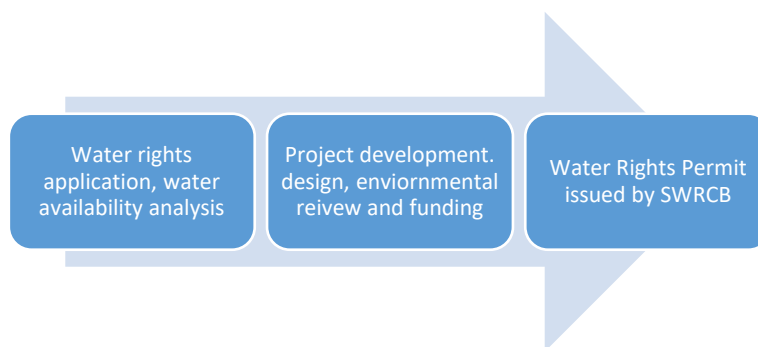 Water rights
application, water
availability analysis
Project development.
design, enviornmental
reivew and funding
Water Rights Permit
issued by SWRCB